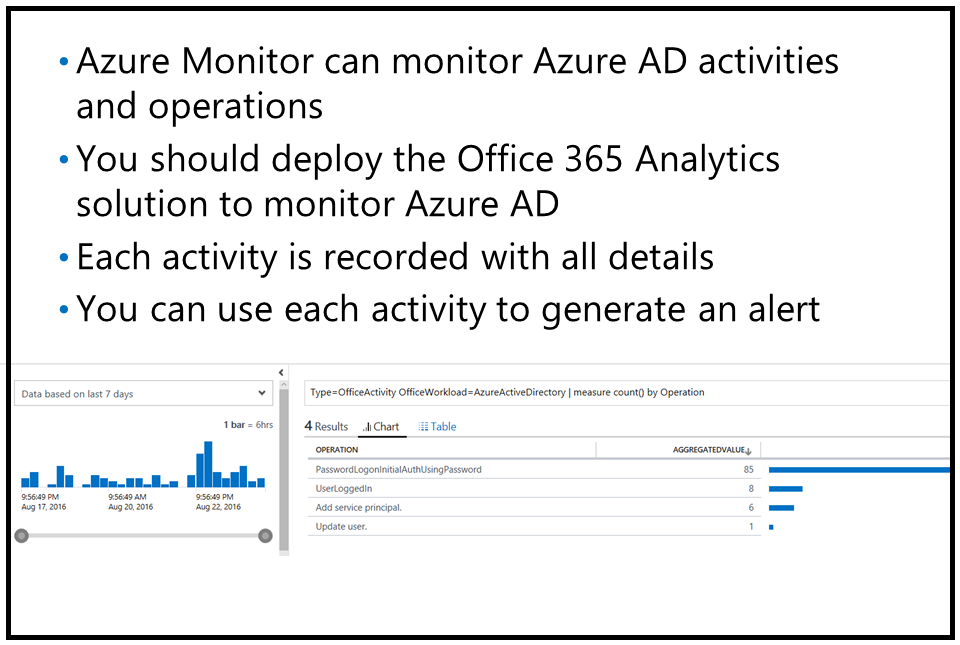 • Azure Monitor can monitor Azure AD activities
and operations
• You should deploy the Office 365 Analytics
solution to monitor Azure AD
• Each activity is recorded with all details
• You can use each activity to generate an alert
Data based on last 7 days
1 bar = 6hrs
9:56:49 PM 9:56:49 AM 9:56:49 PM
Aug 17, 2016 Aug 20, 2016 Aug 22, 2016
Type=OfficeActivity OfficeWorkload=AzureActiveDirectory | measure count() by Operation
4 Results Chart Table
OPERATION AGGREGATEDVALUE
PasswordLogonInitialAuthUsingPassword 85
UserLoggedIn 8
Add service principal. 6
Update user. 1